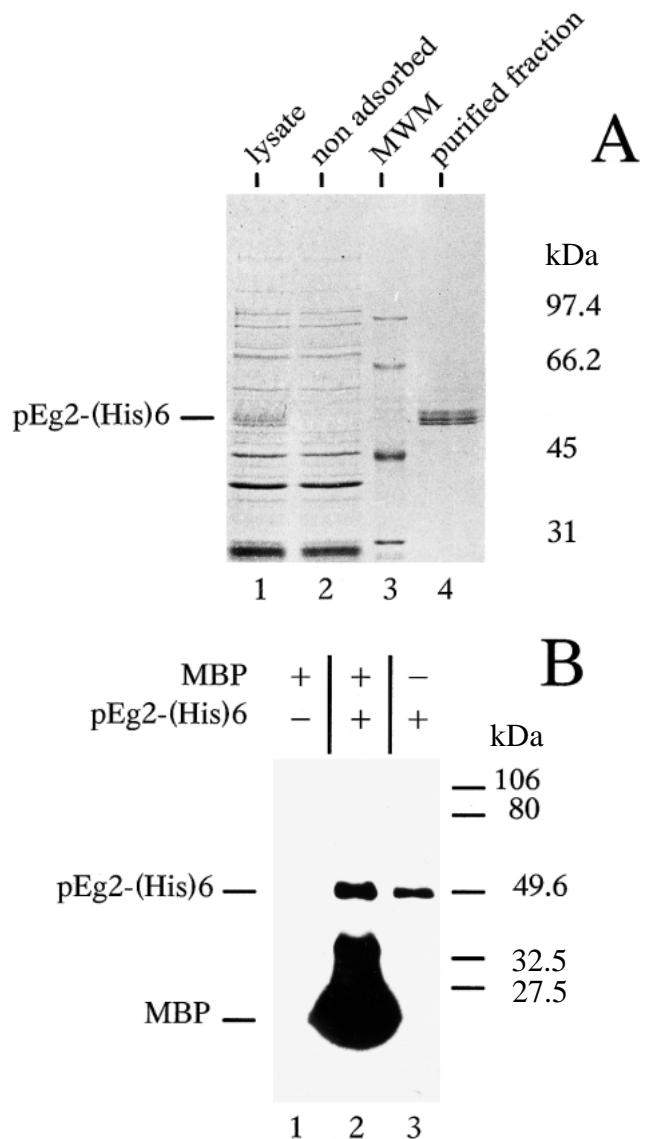 lysate
non adsorbed
MWM
purified fraction
A
kDa
97.4
66.2
pEg2-(His)6
45
31
1 2 3 4
B
MBP + + −
pEg2-(His)6 − + +
kDa
106
80
pEg2-(His)6
49.6
32.5
27.5
MBP
1 2 3